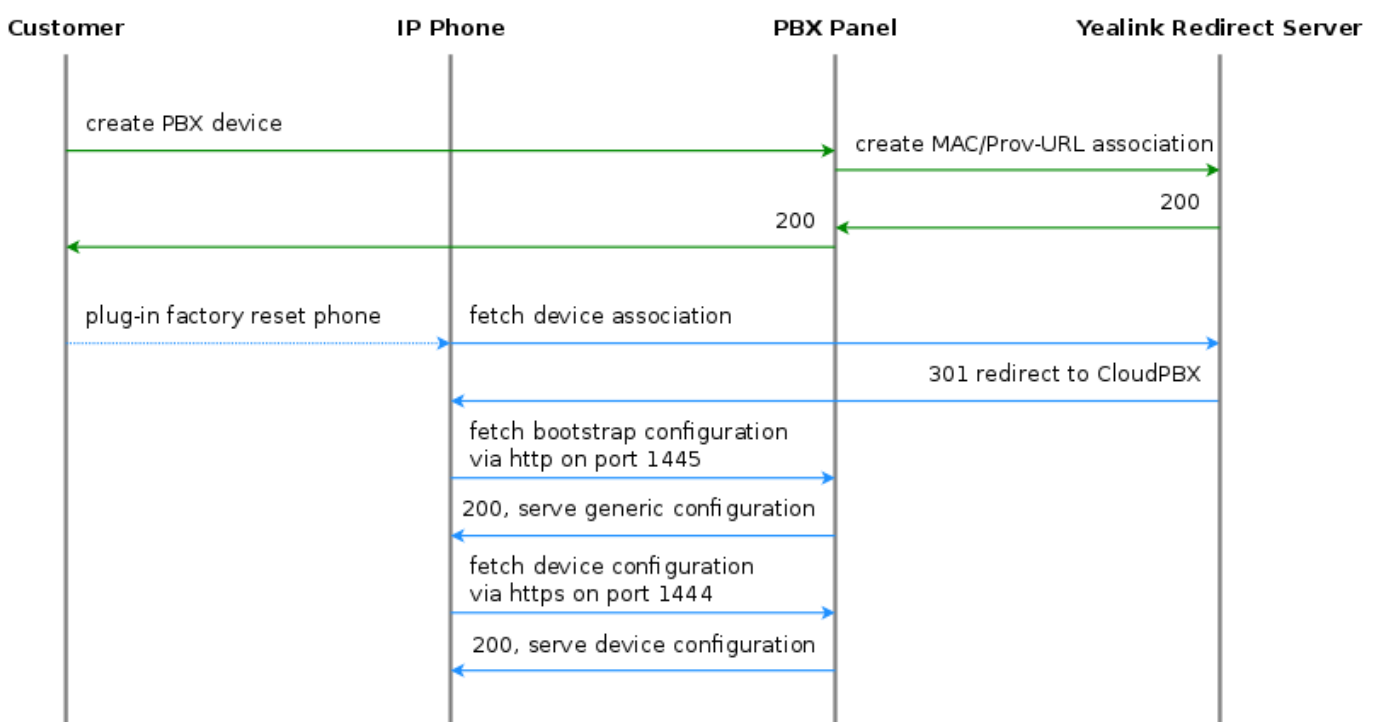 Customer
IP Phone
PBX Panel
Yealink Redirect Server
create PBX device
create MAC/Prov-URL association
200
200
plug-in factory reset phone
fetch device association
301 redirect to CloudPBX
fetch bootstrap configuration
via http on port 1445
200, serve generic configuration
fetch device configuration
via https on port 1444
200, serve device configuration